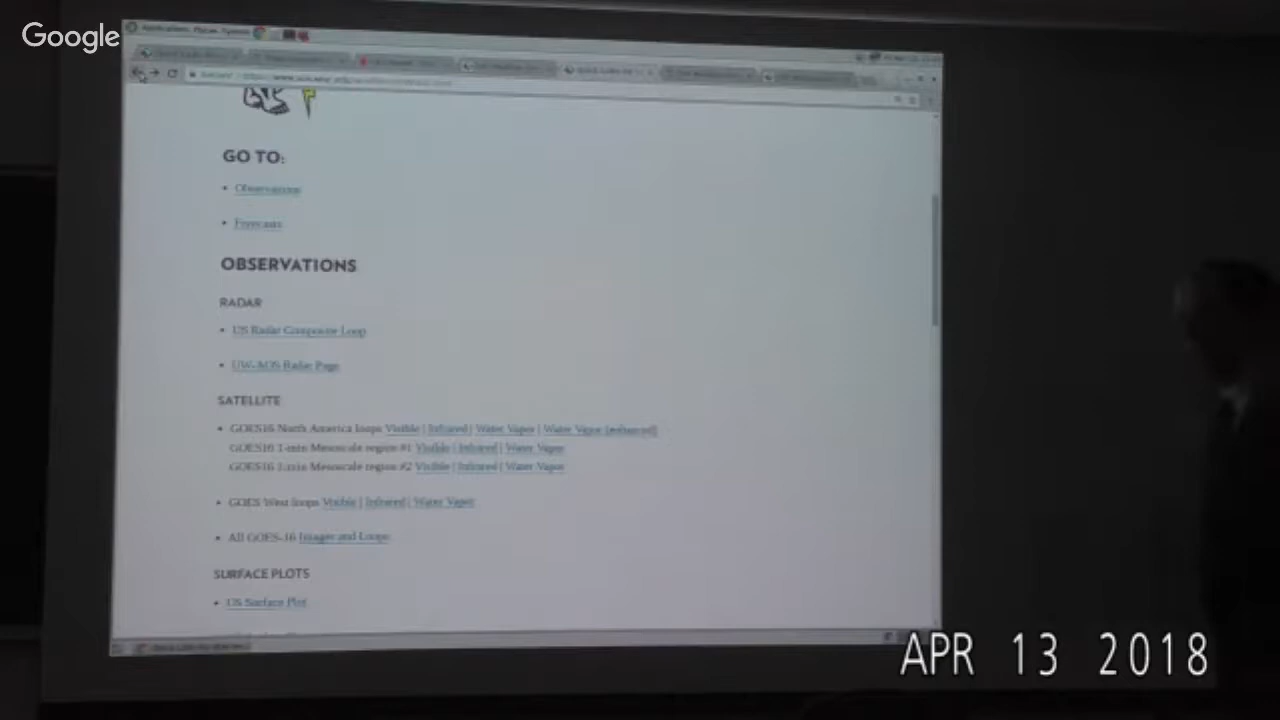 Google
GO TO:
Observations
Forecasts
OBSERVATIONS
RADAR
US Radar Composite Loop
UW-AOS Radar Page
SATELLITE
GOES16 North America loops Visible | Infrared | Water Vapor | Water Vapor (enhanced)
GOES16 1-min Mesoscale region #1 Visible | Infrared | Water Vapor
GOES16 1-min Mesoscale region #2 Visible | Infrared | Water Vapor
GOES West loops Visible | Infrared | Water Vapor
All GOES-16 Images and Loops
SURFACE PLOTS
US Surface Plot
APR 13 2018